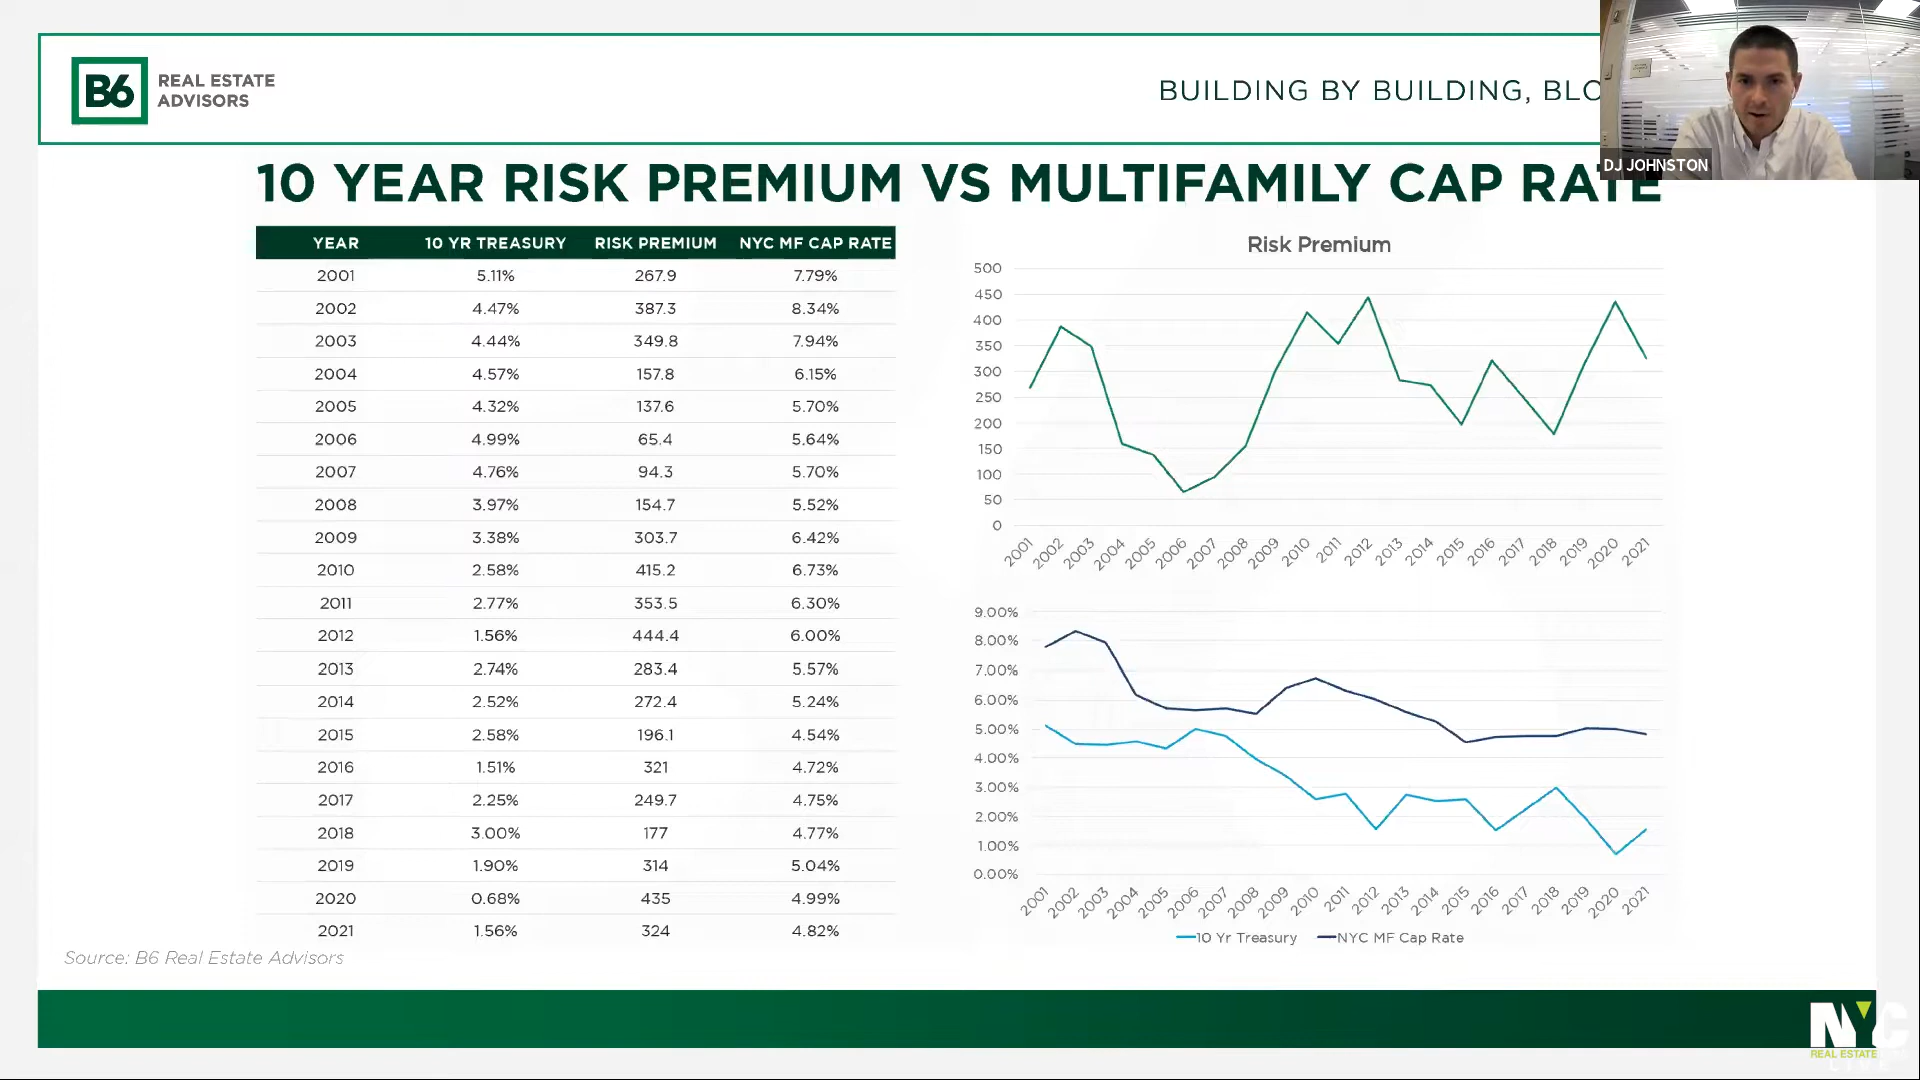 B6
REAL ESTATE
ADVISORS
BUILDING BY BUILDING, BLO
DJ JOHNSTON
10 YEAR RISK PREMIUM VS MULTIFAMILY CAP RATE
YEAR 10 YR TREASURY RISK PREMIUM NYC MF CAP RATE
2001 5.11% 267.9 7.79%
2002 4.47% 387.3 8.34%
2003 4.44% 349.8 7.94%
2004 4.57% 157.8 6.15%
2005 4.32% 137.6 5.70%
2006 4.99% 65.4 5.64%
2007 4.76% 94.3 5.70%
2008 3.97% 154.7 5.52%
2009 3.38% 303.7 6.42%
2010 2.58% 415.2 6.73%
2011 2.77% 353.5 6.30%
2012 1.56% 444.4 6.00%
2013 2.74% 283.4 5.57%
2014 2.52% 272.4 5.24%
2015 2.58% 196.1 4.54%
2016 1.51% 321 4.72%
2017 2.25% 249.7 4.75%
2018 3.00% 177 4.77%
2019 1.90% 314 5.04%
2020 0.68% 435 4.99%
2021 1.56% 324 4.82%
Source: B6 Real Estate Advisors
Risk Premium
500
450
400
350
300
250
200
150
100
50
0
2001 2002 2003 2004 2005 2006 2007 2008 2009 2010 2011 2012 2013 2014 2015 2016 2017 2018 2019 2020 2021
9.00%
8.00%
7.00%
6.00%
5.00%
4.00%
3.00%
2.00%
1.00%
0.00%
2001 2002 2003 2004 2005 2006 2007 2008 2009 2010 2011 2012 2013 2014 2015 2016 2017 2018 2019 2020 2021
10 Yr Treasury NYC MF Cap Rate
NYC
REAL ESTATE